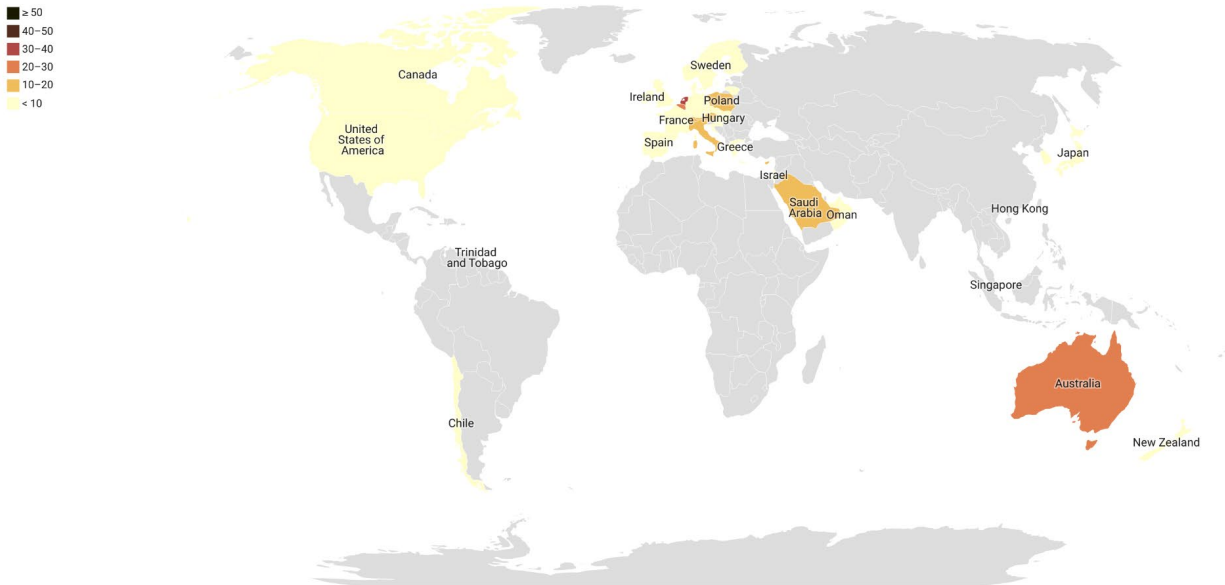 ≥ 50
40–50
30–40
20–30
10–20
< 10
Sweden
Canada
Ireland
Poland
France
Hungary
United
States of
America
Spain
Greece
Japan
Israel
Saudi
Arabia
Oman
Hong Kong
Trinidad
and Tobago
Singapore
Australia
Chile
New Zealand